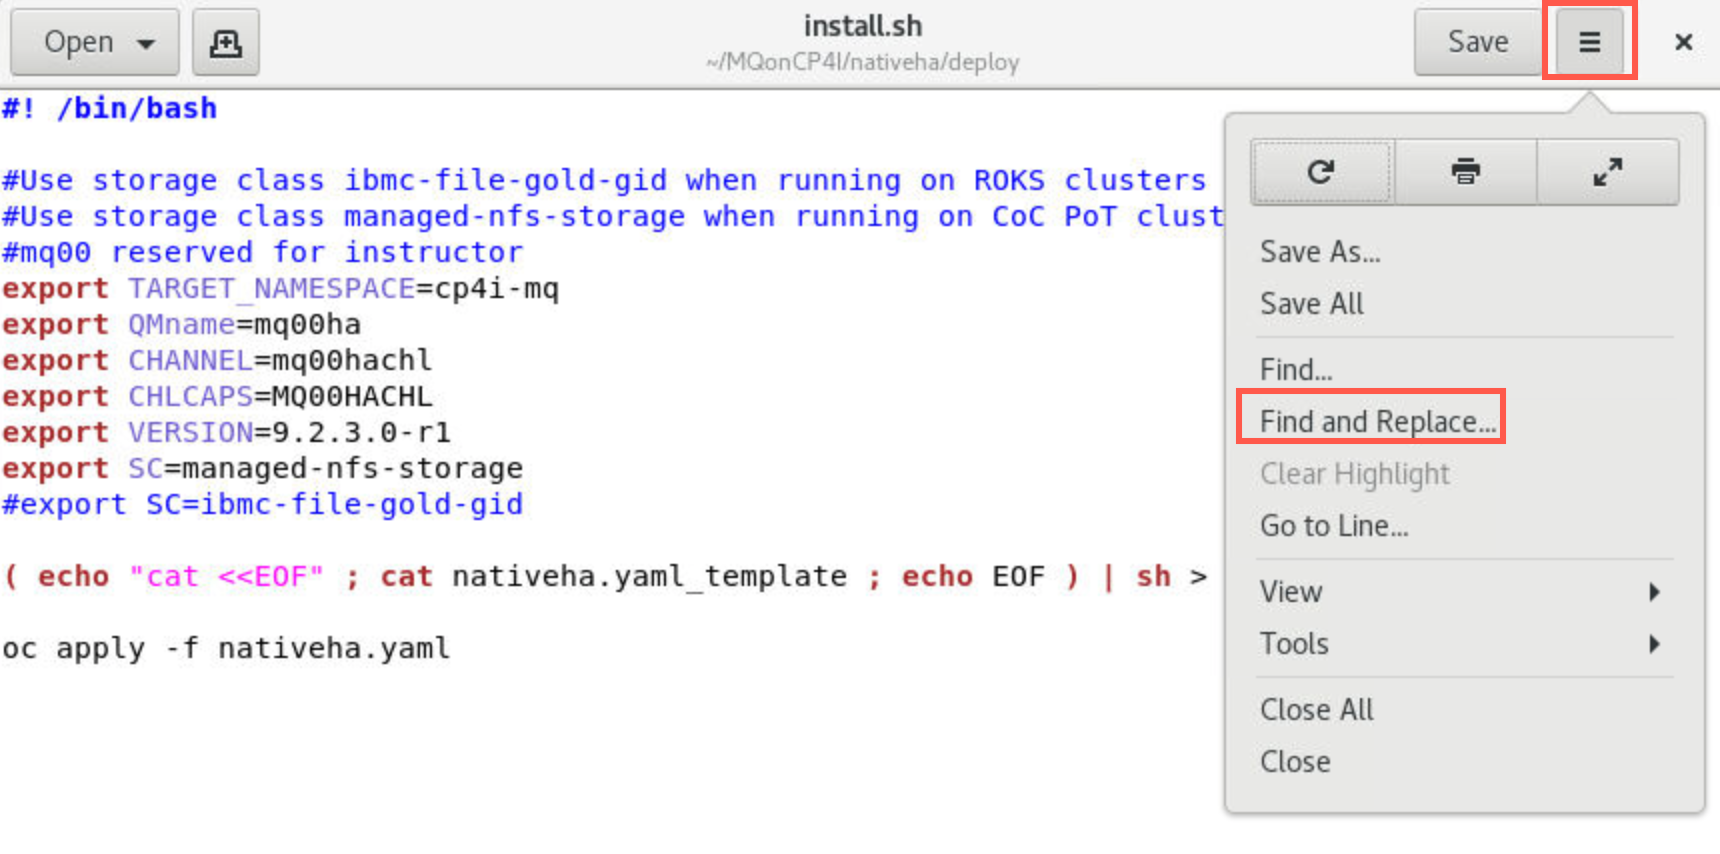 Open
install.sh
~/MQonCP4I/nativeha/deploy
Save
#! /bin/bash
#Use storage class ibmc-file-gold-gid when running on ROKS clusters
#Use storage class managed-nfs-storage when running on CoC PoT clust
#mq00 reserved for instructor
export TARGET_NAMESPACE=cp4i-mq
export QMname=mq00ha
export CHANNEL=mq00hachl
export CHLCAPS=MQ00HACHL
export VERSION=9.2.3.0-r1
export SC=managed-nfs-storage
#export SC=ibmc-file-gold-gid
( echo "cat <<EOF" ; cat nativeha.yaml_template ; echo EOF ) | sh >
oc apply -f nativeha.yaml
Save As...
Save All
Find...
Find and Replace...
Clear Highlight
Go to Line...
View
Tools
Close All
Close